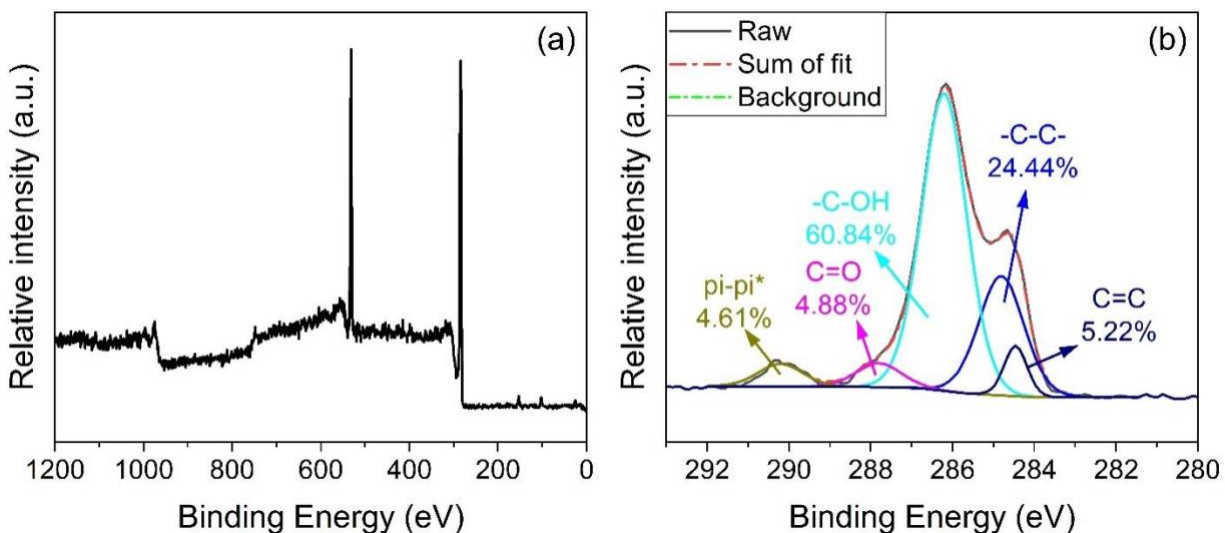 (a)
Relative intensity (a.u.)
1200 1000 800 600 400 200 0
Binding Energy (eV)
(b)
Raw
Sum of fit
Background
Relative intensity (a.u.)
-C-C-
24.44%
-C-OH
60.84%
C=O
4.88%
pi-pi*
4.61%
C=C
5.22%
292 290 288 286 284 282 280
Binding Energy (eV)